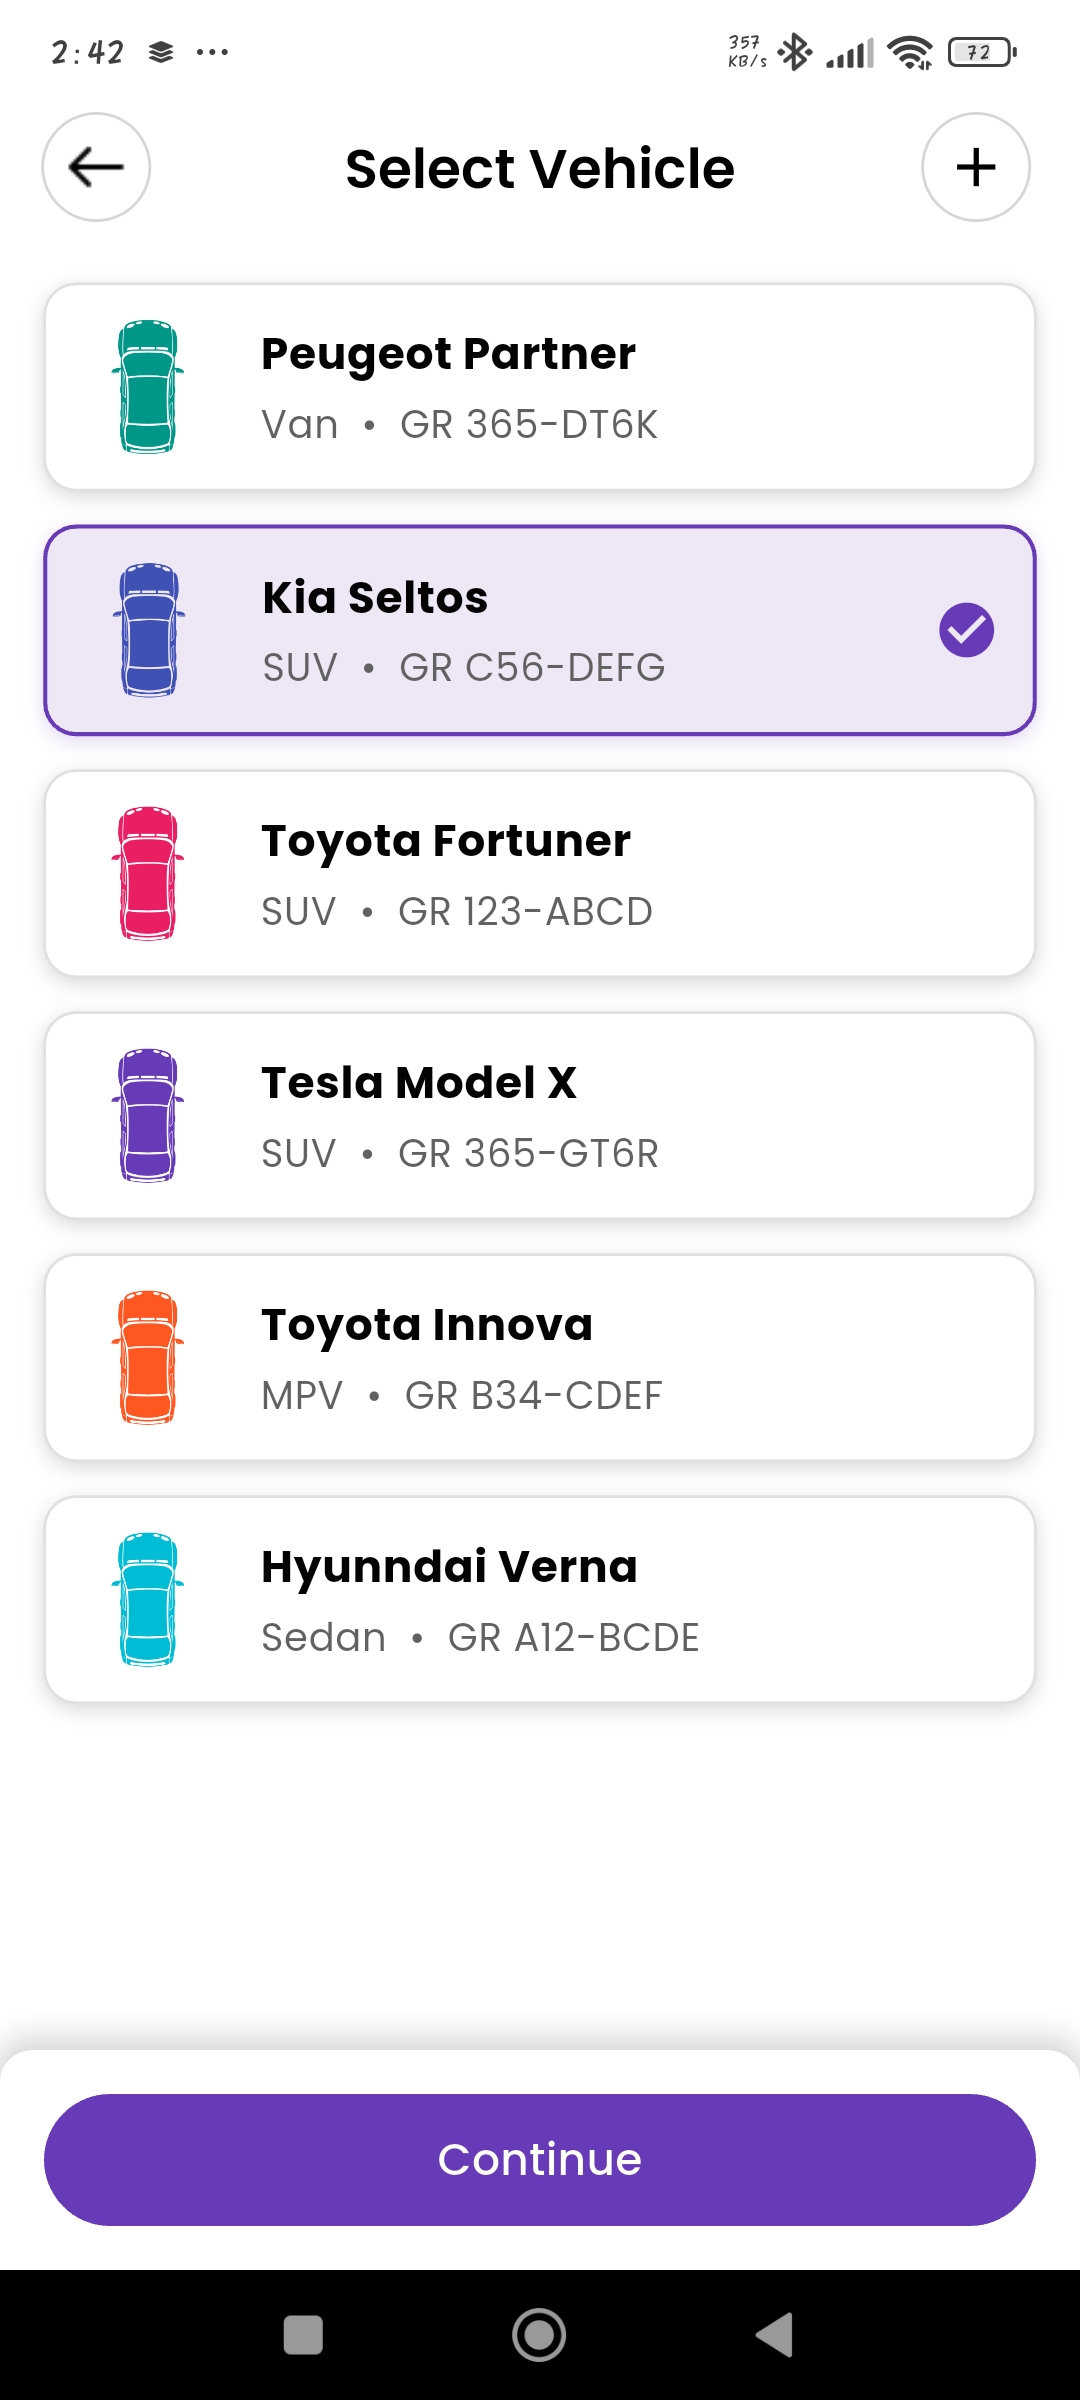 2:42
357 KB/s
72
Select Vehicle
Peugeot Partner
Van • GR 365-DT6K
Kia Seltos
SUV • GR C56-DEFG
Toyota Fortuner
SUV • GR 123-ABCD
Tesla Model X
SUV • GR 365-GT6R
Toyota Innova
MPV • GR B34-CDEF
Hyunndai Verna
Sedan • GR A12-BCDE
Continue